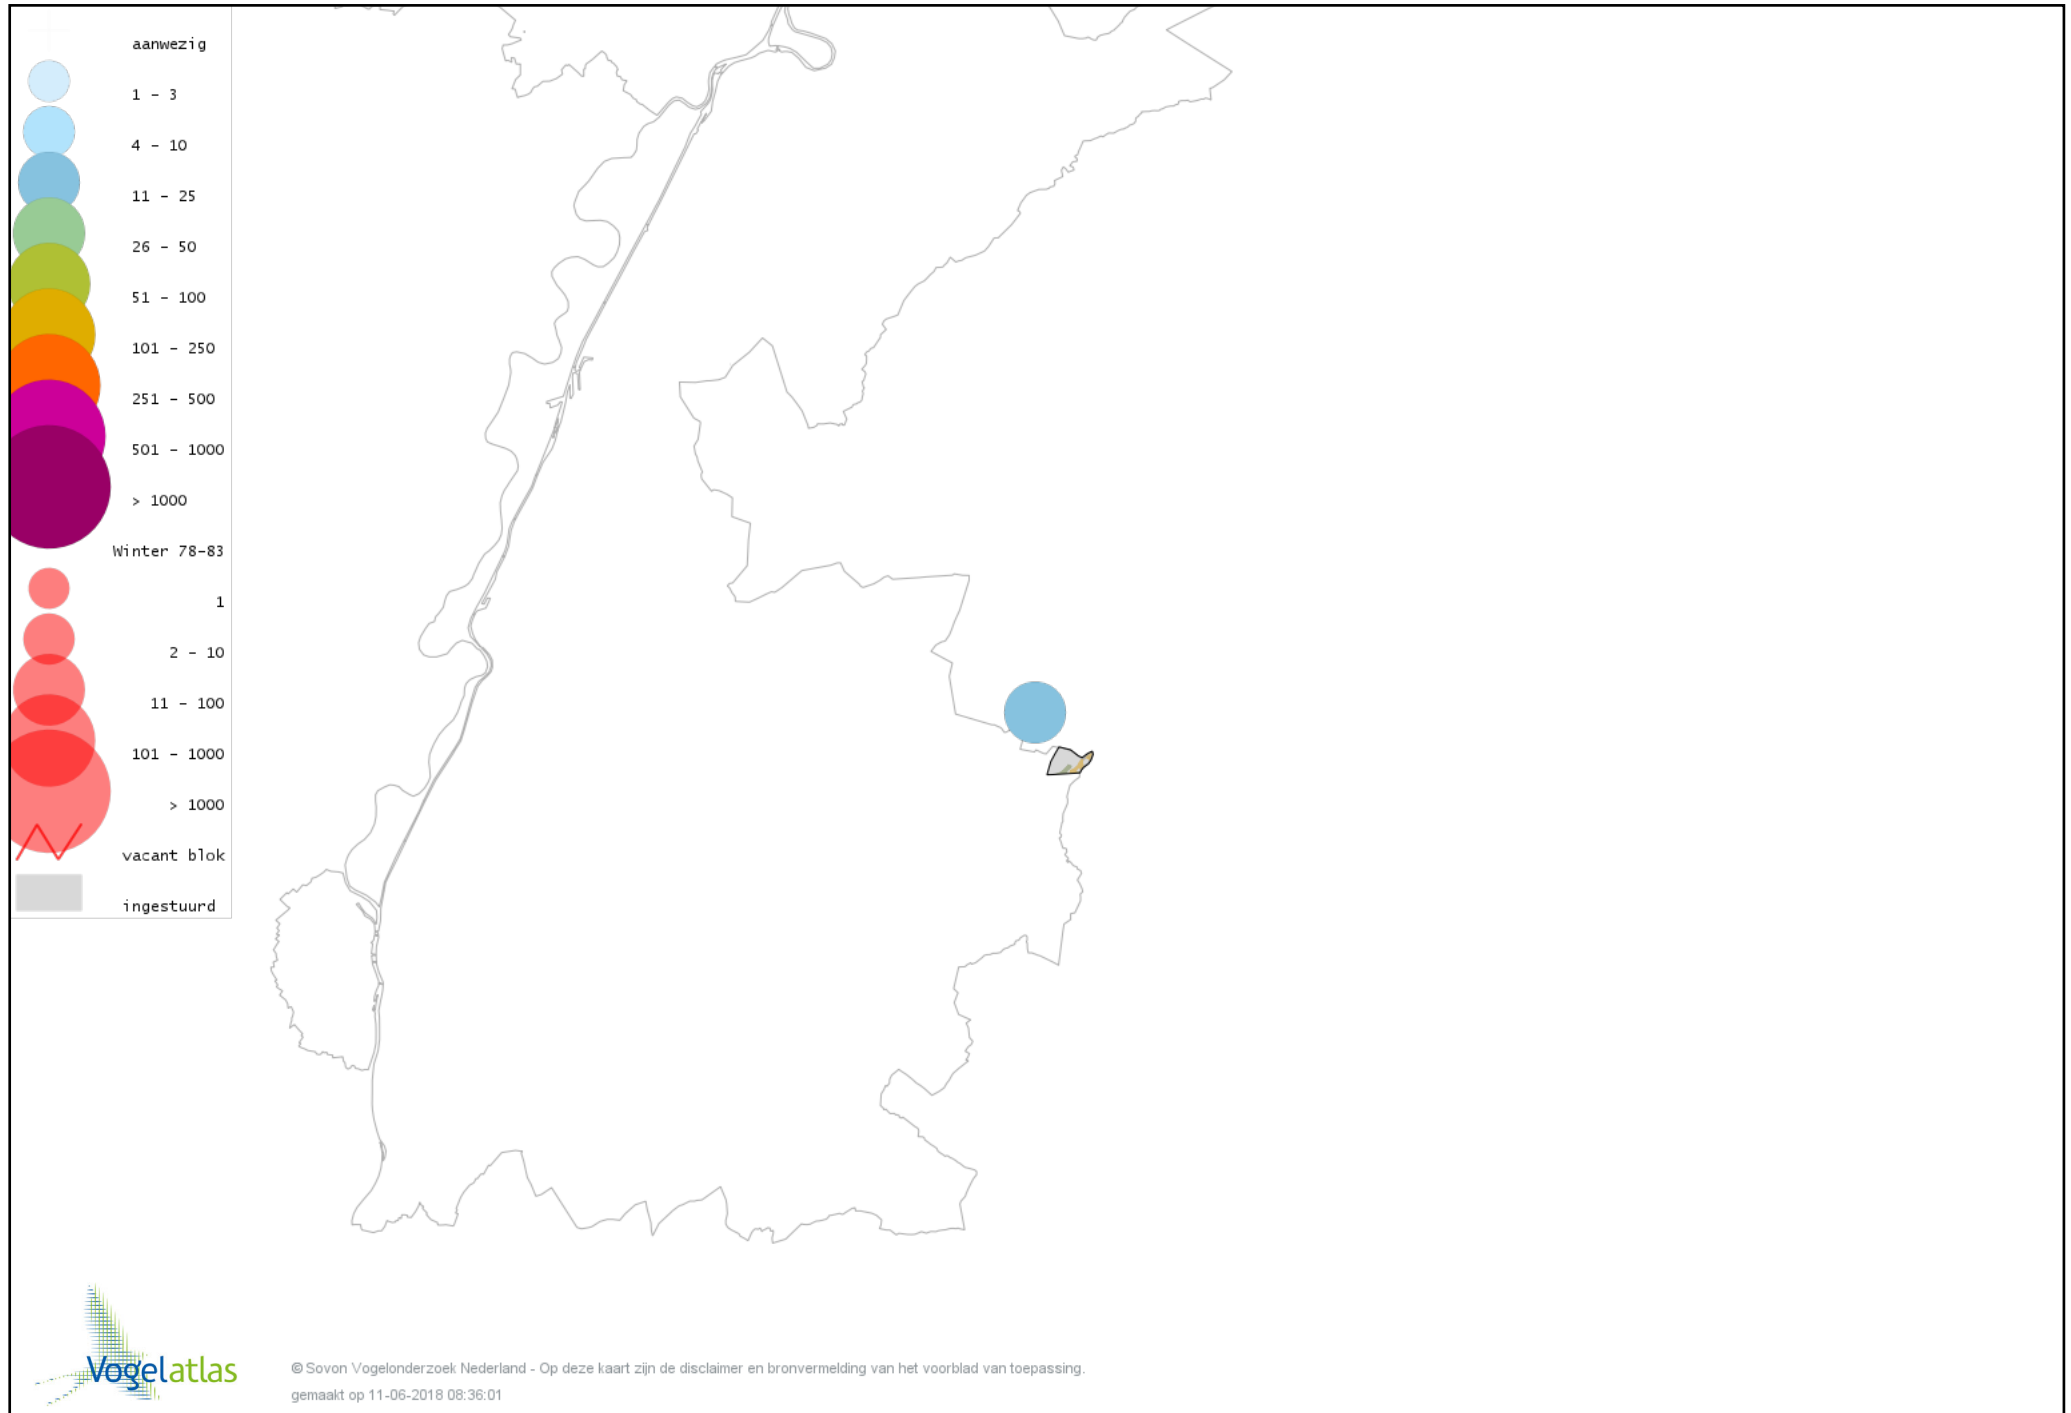 aanwezig
1 - 3
4 - 10
11 - 25
26 - 50
51 - 100
101 - 250
251 - 500
501 - 1000
> 1000
Winter 78-83
1
2 - 10
11 - 100
101 - 1000
> 1000
vacant blok
ingestuurd
Vogelatlas
© Sovon Vogelonderzoek Nederland - Op deze kaart zijn de disclaimer en bronvermelding van het voorblad van toepassing.
gemaakt op 11-06-2018 08:36:01